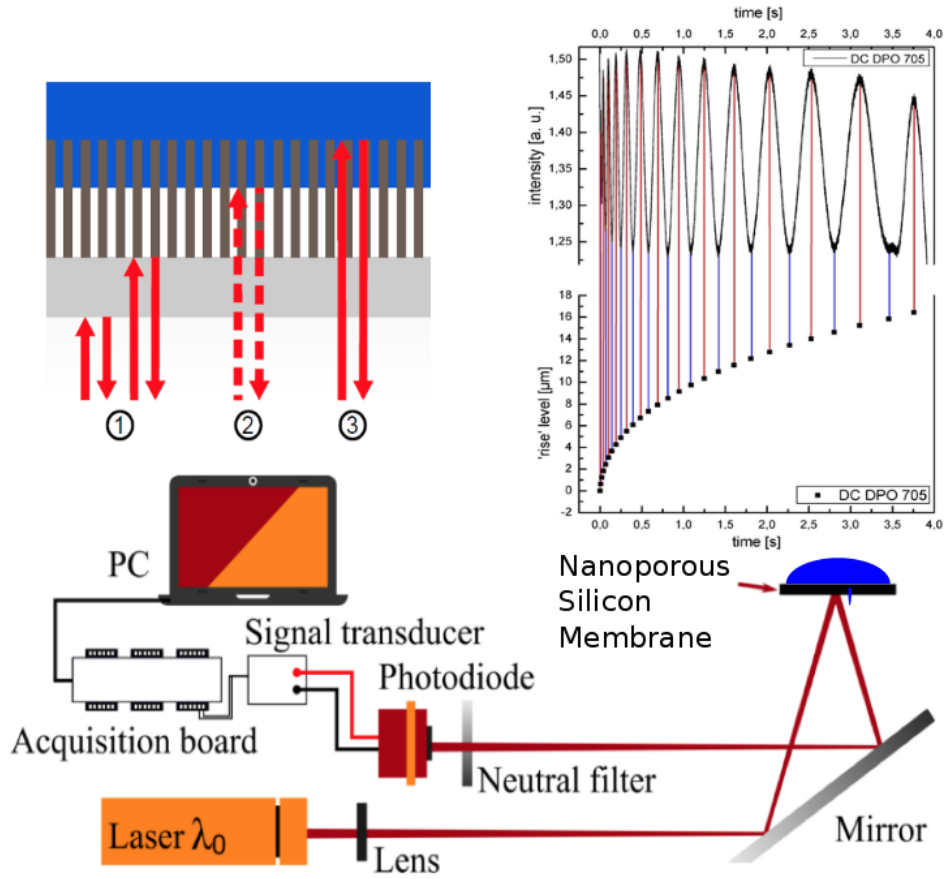 time [s]
0,0 0,5 1,0 1,5 2,0 2,5 3,0 3,5 4,0
DC DPO 705
intensity [a. u.]
1,50
1,45
1,40
1,35
1,30
1,25
①
②
③
'rise' level [µm]
18
16
14
12
10
8
6
4
2
0
-2
DC DPO 705
0,0 0,5 1,0 1,5 2,0 2,5 3,0 3,5 4,0
time [s]
PC
Signal transducer
Photodiode
Acquisition board
Neutral filter
Nanoporous
Silicon
Membrane
Laser λ0
Lens
Mirror